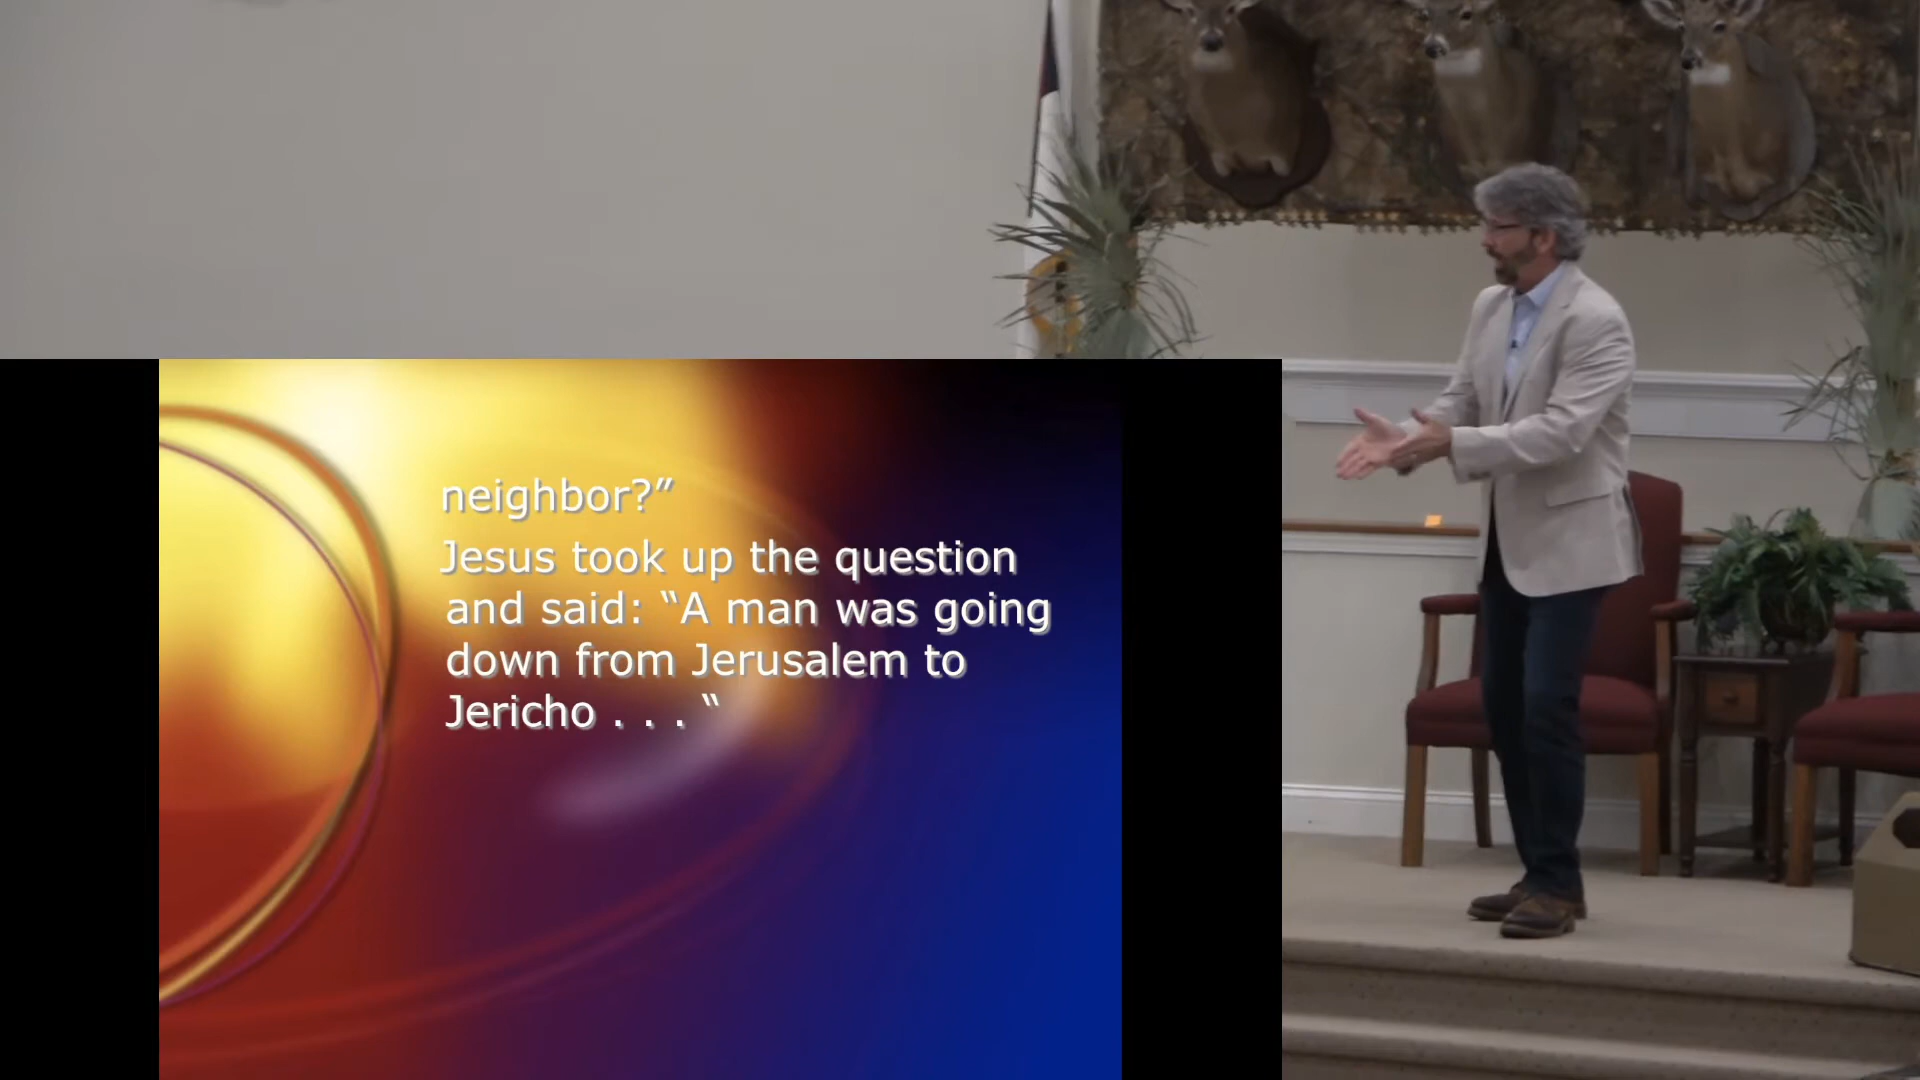 neighbor?”
Jesus took up the question
and said: “A man was going
down from Jerusalem to
Jericho . . . “